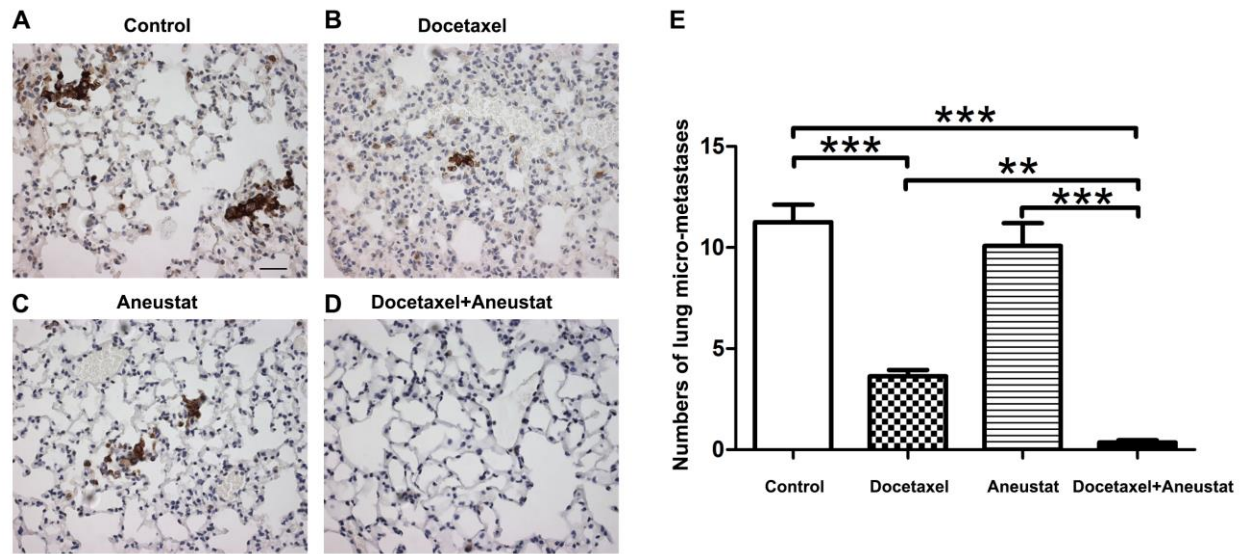 A
Control
B
Docetaxel
C
Aneustat
D
Docetaxel+Aneustat
E
Numbers of lung micro-metastases
15
10
5
0
***
***
**
***
Control
Docetaxel
Aneustat
Docetaxel+Aneustat